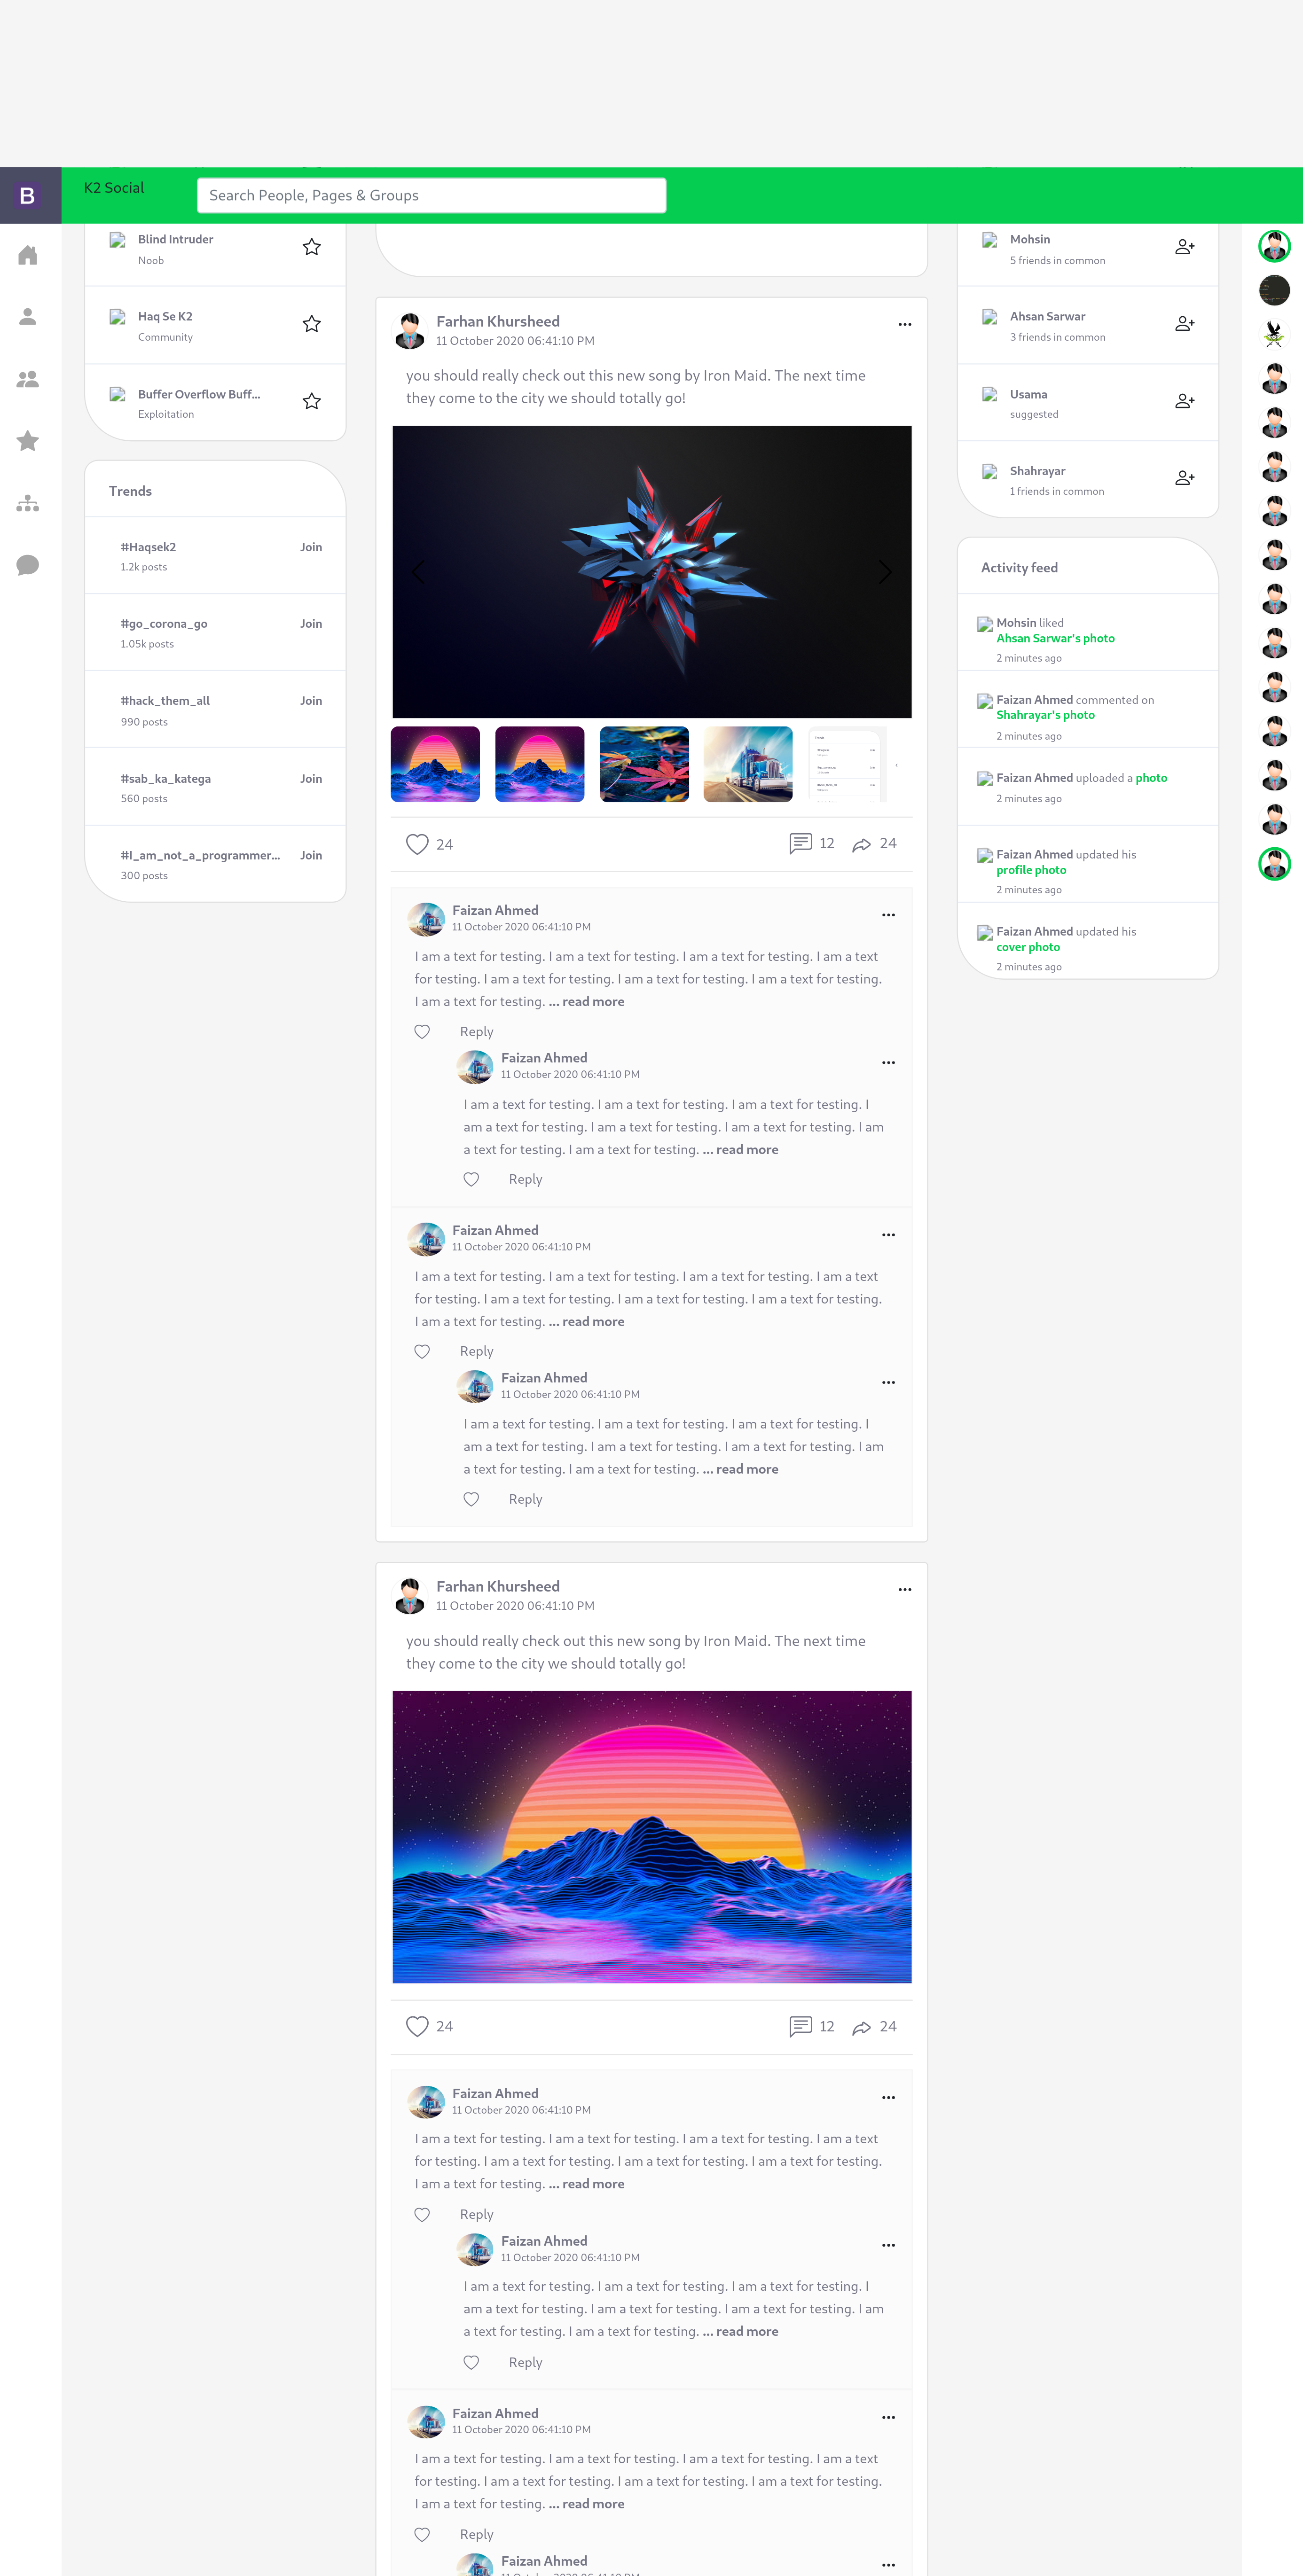 B
K2 Social
Search People, Pages & Groups
Blind Intruder
Noob
Haq Se K2
Community
Buffer Overflow Buff...
Exploitation
Trends
#Haqsek2
Join
1.2k posts
#go_corona_go
Join
1.05k posts
#hack_them_all
Join
990 posts
#sab_ka_katega
Join
560 posts
#I_am_not_a_programmer...
Join
300 posts
Farhan Khursheed
11 October 2020 06:41:10 PM
you should really check out this new song by Iron Maid. The next time
they come to the city we should totally go!
Trends
24
12
24
Faizan Ahmed
11 October 2020 06:41:10 PM
I am a text for testing. I am a text for testing. I am a text for testing. I am a text
for testing. I am a text for testing. I am a text for testing. I am a text for testing.
I am a text for testing. ... read more
Reply
Faizan Ahmed
11 October 2020 06:41:10 PM
I am a text for testing. I am a text for testing. I am a text for testing. I
am a text for testing. I am a text for testing. I am a text for testing. I am
a text for testing. I am a text for testing. ... read more
Reply
Faizan Ahmed
11 October 2020 06:41:10 PM
I am a text for testing. I am a text for testing. I am a text for testing. I am a text
for testing. I am a text for testing. I am a text for testing. I am a text for testing.
I am a text for testing. ... read more
Reply
Faizan Ahmed
11 October 2020 06:41:10 PM
I am a text for testing. I am a text for testing. I am a text for testing. I
am a text for testing. I am a text for testing. I am a text for testing. I am
a text for testing. I am a text for testing. ... read more
Reply
Farhan Khursheed
11 October 2020 06:41:10 PM
you should really check out this new song by Iron Maid. The next time
they come to the city we should totally go!
24
12
24
Faizan Ahmed
11 October 2020 06:41:10 PM
I am a text for testing. I am a text for testing. I am a text for testing. I am a text
for testing. I am a text for testing. I am a text for testing. I am a text for testing.
I am a text for testing. ... read more
Reply
Faizan Ahmed
11 October 2020 06:41:10 PM
I am a text for testing. I am a text for testing. I am a text for testing. I
am a text for testing. I am a text for testing. I am a text for testing. I am
a text for testing. I am a text for testing. ... read more
Reply
Faizan Ahmed
11 October 2020 06:41:10 PM
I am a text for testing. I am a text for testing. I am a text for testing. I am a text
for testing. I am a text for testing. I am a text for testing. I am a text for testing.
I am a text for testing. ... read more
Reply
Faizan Ahmed
Mohsin
5 friends in common
Ahsan Sarwar
3 friends in common
Usama
suggested
Shahrayar
1 friends in common
Activity feed
Mohsin liked
Ahsan Sarwar's photo
2 minutes ago
Faizan Ahmed commented on
Shahrayar's photo
2 minutes ago
Faizan Ahmed uploaded a photo
2 minutes ago
Faizan Ahmed updated his
profile photo
2 minutes ago
Faizan Ahmed updated his
cover photo
2 minutes ago